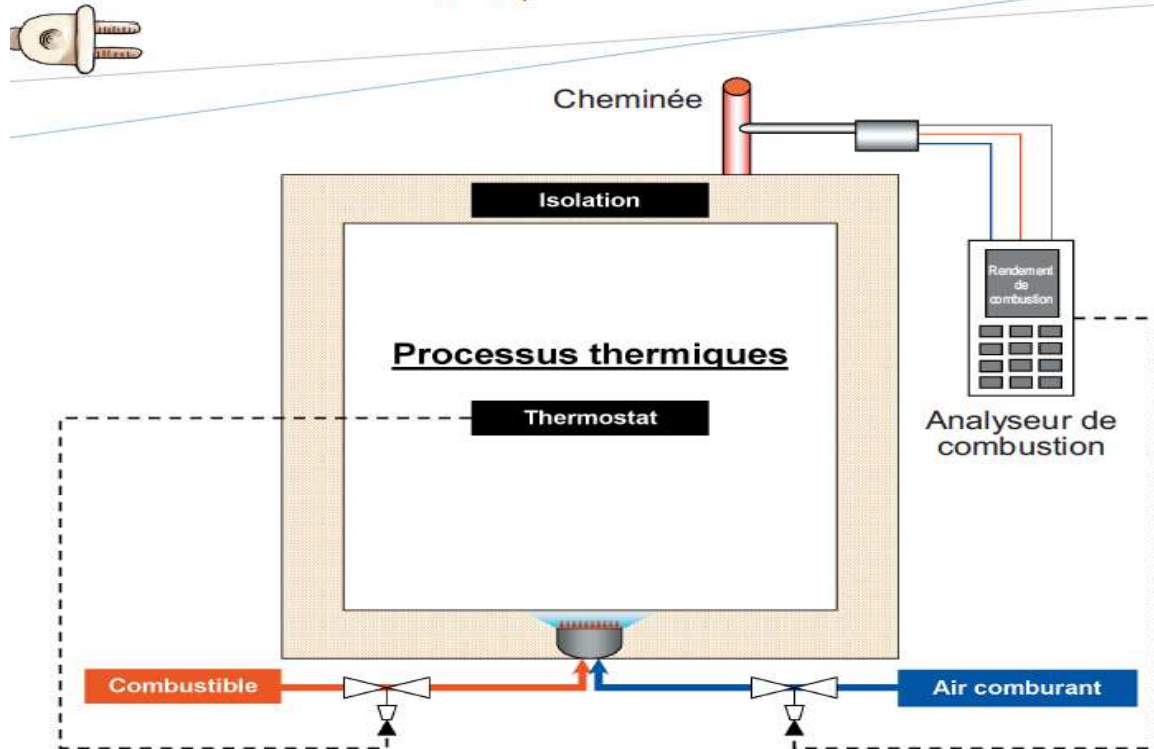 Cheminée
Isolation
Rendement
de
combustion
Processus thermiques
Thermostat
Analyseur de
combustion
Combustible
Air comburant